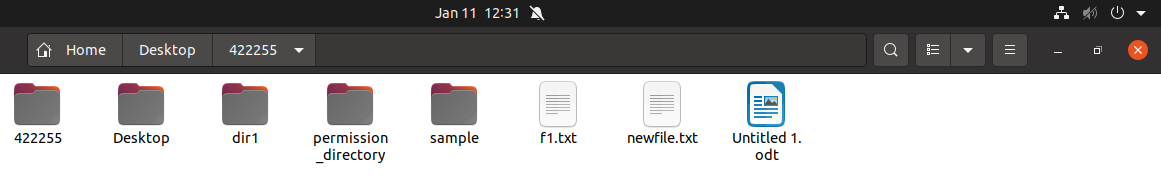 Jan 11 12:31
Home Desktop 422255
422255 Desktop dir1 permission sample f1.txt newfile.txt Untitled 1.
_directory odt